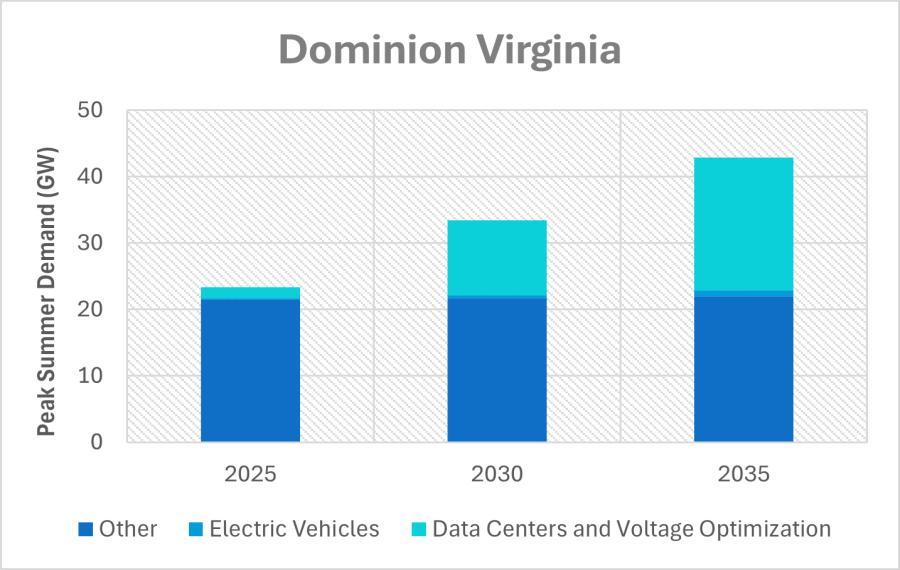 Dominion Virginia
Peak Summer Demand (GW)
50
40
30
20
10
0
2025 2030 2035
Other Electric Vehicles Data Centers and Voltage Optimization